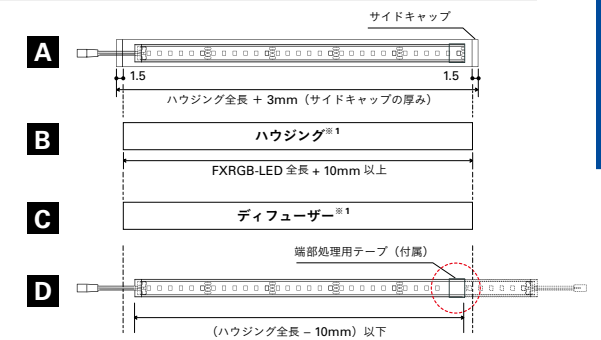 サイドキャップ
A
1.5
1.5
ハウジング全長 + 3mm（サイドキャップの厚み）
B
ハウジング※1
FXRGB-LED 全長 + 10mm 以上
C
ディフューザー※1
端部処理用テープ（付属）
D
（ハウジング全長 – 10mm）以下